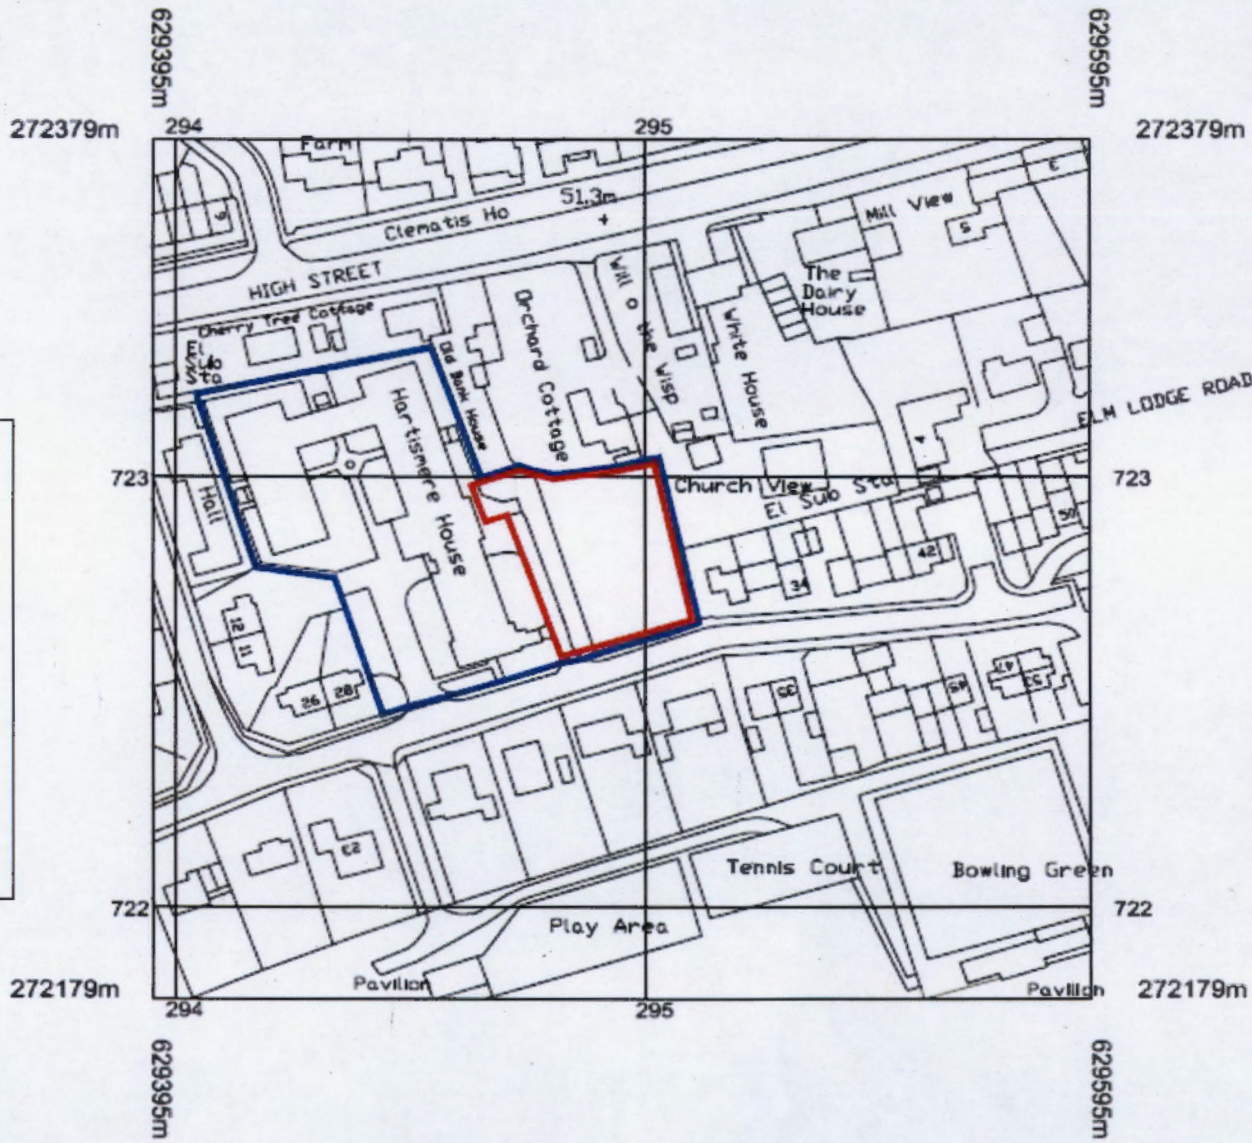 629395m
629595m
272379m
294
295
272379m
Farm
51.3m
Clematis Ho
Mill View
3
5
9
HIGH STREET
Will o the Wisp
The
Dairy
House
Cherry Tree Cottage
Orchard Cottage
White House
El
Sub
Sta
Old Bank House
Hartismere House
ELM LODGE ROAD
4
723
Church View
723
El Sub Sta
Hall
50
42
34
12
11
26
28
33
45
47
53
23
Tennis Court
Bowling Green
722
722
Play Area
Pavilion
Pavilion
272179m
294
295
272179m
629395m
629595m